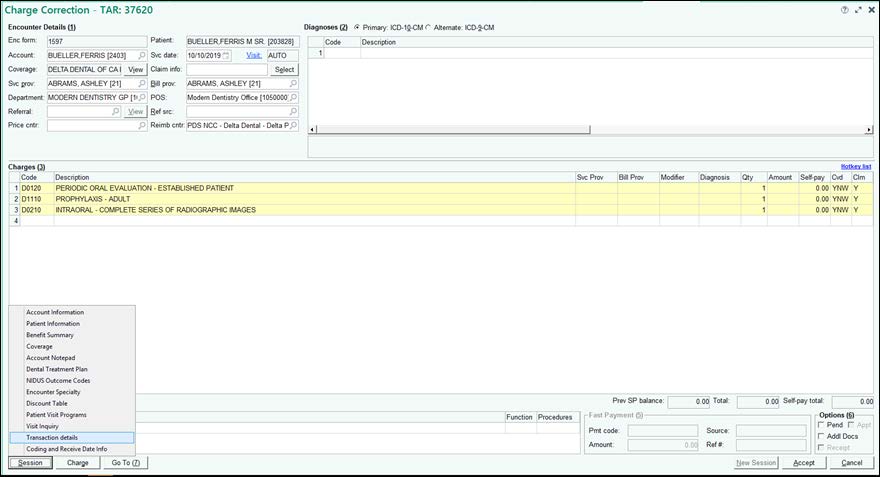 Charge Correction - TAR: 37620
Encounter Details (1)
Enc form: 1597 Patient: BUELLER,FERRIS M SR. [203828]
Account: BUELLER,FERRIS [2403] Svc date: 10/10/2019 Visit: AUTO
Coverage: DELTA DENTAL OF CA View Claim info: Select
Svc prov: ABRAMS, ASHLEY [21] Bill prov: ABRAMS, ASHLEY [21]
Department: MODERN DENTISTRY GP POS: Modern Dentistry Office [1050000
Referral: View Ref src:
Price cntr: Reimb cntr: PDS NCC - Delta Dental - Delta P
Diagnoses (2) Primary: ICD-10-CM Alternate: ICD-9-CM
Code Description
1
Charges (3) Hotkey list
Code Description Svc Prov Bill Prov Modifier Diagnosis Qty Amount Self-pay Cvd Clm
1 D0120 PERIODIC ORAL EVALUATION - ESTABLISHED PATIENT 1 0.00 YNW Y
2 D1110 PROPHYLAXIS - ADULT 1 0.00 YNW Y
3 D0210 INTRAORAL - COMPLETE SERIES OF RADIOGRAPHIC IMAGES 1 0.00 YNW Y
4
Account Information
Patient Information
Benefit Summary
Coverage
Account Notepad
Dental Treatment Plan
NIDUS Outcome Codes
Encounter Specialty
Discount Table
Patient Visit Programs
Visit Inquiry
Transaction details
Coding and Receive Date Info
Prev SP balance: 0.00 Total: 0.00 Self-pay total: 0.00
Function Procedures
Fast Payment (5)
Pmt code: Source:
Amount: 0.00 Ref #:
Options (6)
Pend Appt
Addl Docs
Receipt
Session Charge Go To (7) New Session Accept Cancel